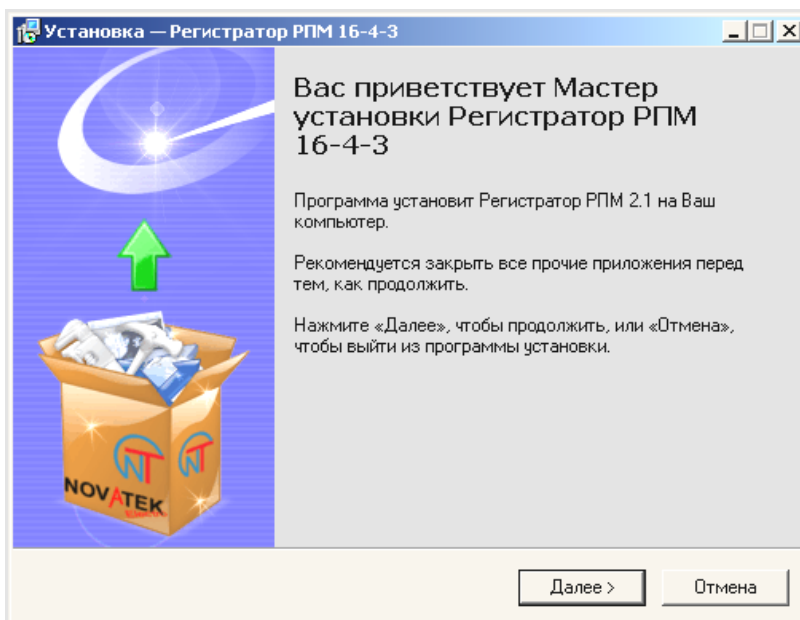 Установка — Регистратор РПМ 16-4-3
Вас приветствует Мастер
установки Регистратор РПМ
16-4-3
Программа установит Регистратор РПМ 2.1 на Ваш
компьютер.
Рекомендуется закрыть все прочие приложения перед
тем, как продолжить.
Нажмите «Далее», чтобы продолжить, или «Отмена»,
чтобы выйти из программы установки.
NT
NT
NOVATEK
Далее >
Отмена